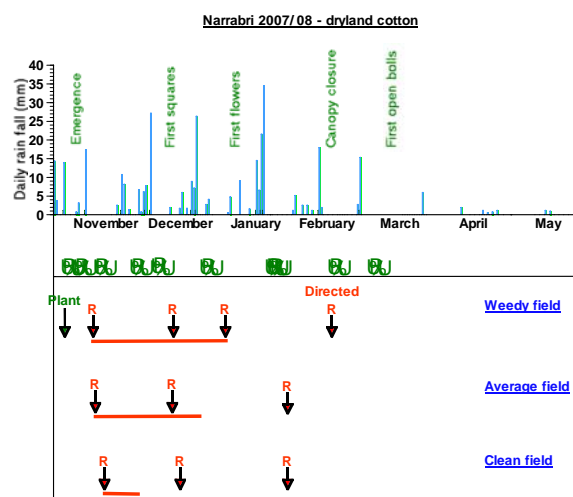 Narrabri 2007/08 - dryland cotton
Daily rain fall (mm)
40
35
30
25
20
15
10
5
0
Emergence
First squares
First flowers
Canopy closure
First open bolls
November December January February March April May
Plant
Directed
R R R R
Weedy field
R R R
Average field
R R R
Clean field